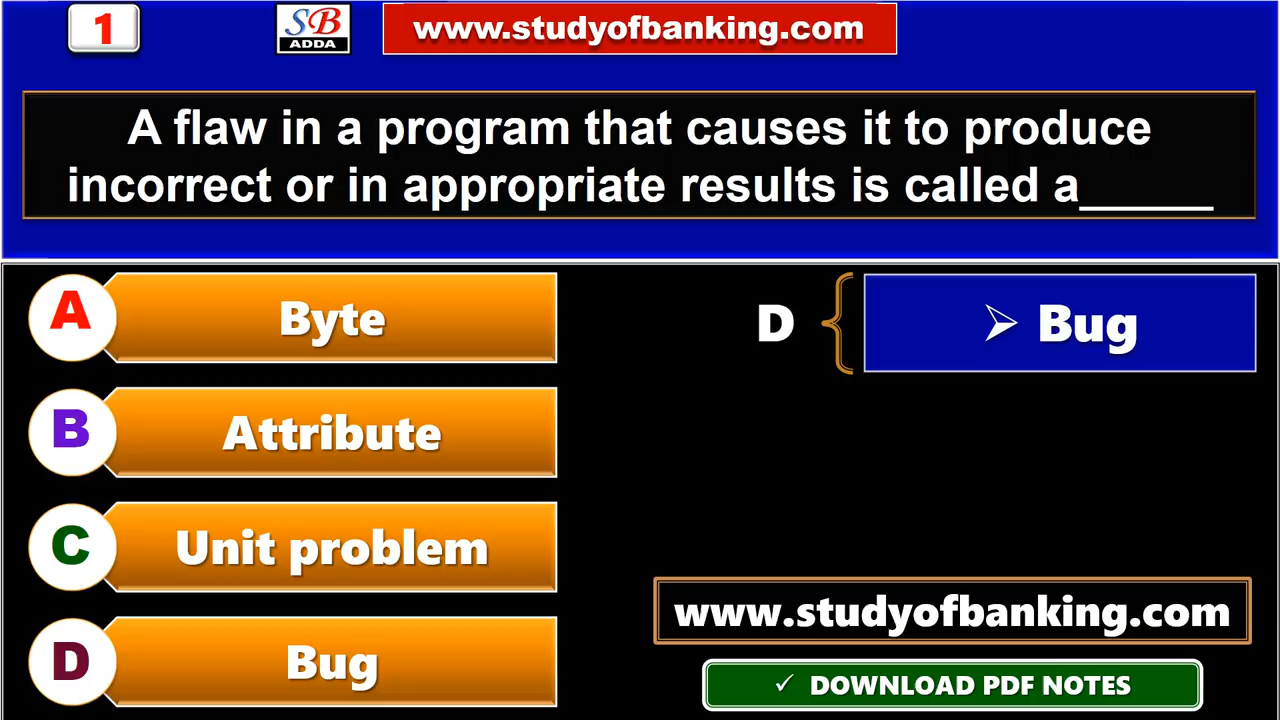 1
SB
ADDA
www.studyofbanking.com
A flaw in a program that causes it to produce
incorrect or in appropriate results is called a______
A Byte
B Attribute
C Unit problem
D Bug
D ➢ Bug
www.studyofbanking.com
✓ DOWNLOAD PDF NOTES